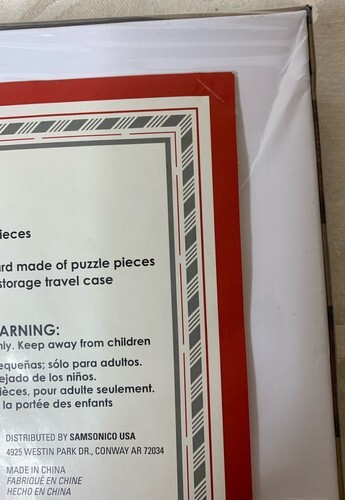 ieces
rd made of puzzle pieces
storage travel case
ARNING:
nly. Keep away from children
equeñas; sólo para adultos.
ejado de los niños.
ièces, pour adulte seulement.
la portée des enfants
DISTRIBUTED BY SAMSONICO USA
4925 WESTIN PARK DR., CONWAY AR 72034
MADE IN CHINA
FABRIQUÉ EN CHINE
HECHO EN CHINA